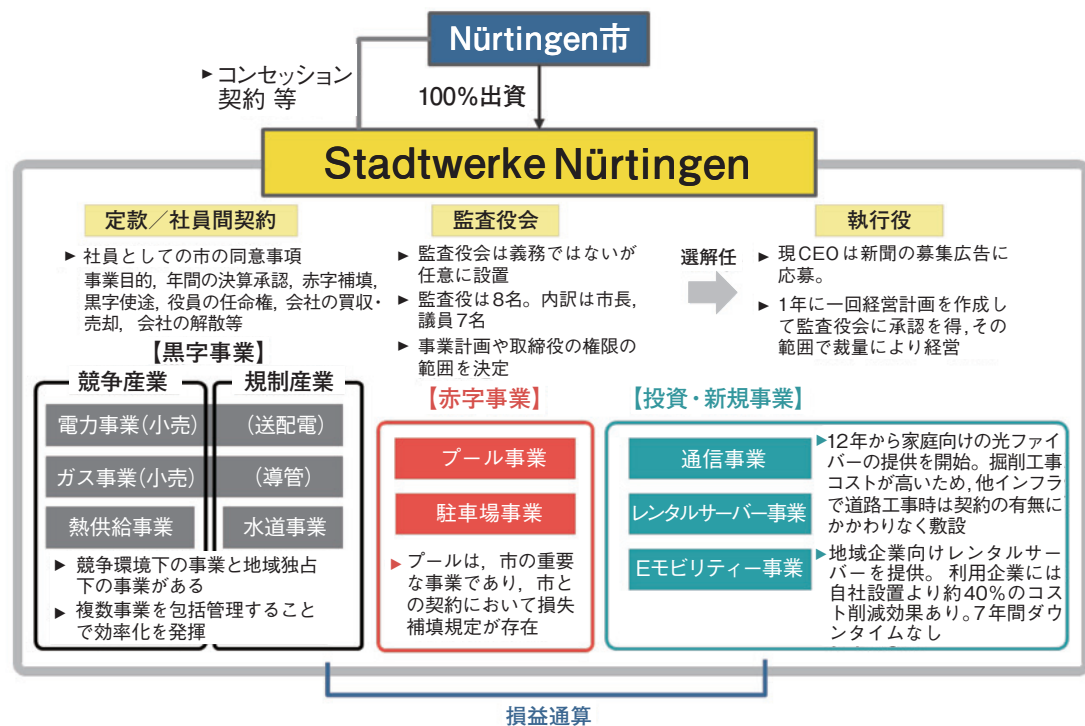 Nürtingen市
▶コンセッション
契約 等
100%出資
Stadtwerke Nürtingen
定款／社員間契約
▶ 社員としての市の同意事項
事業目的，年間の決算承認，赤字補填，
黒字使途，役員の任命権，会社の買収・
売却，会社の解散等
監査役会
▶ 監査役会は義務ではないが
任意に設置
▶ 監査役は8名。内訳は市長，
議員7名
▶ 事業計画や取締役の権限の
範囲を決定
選解任
執行役
▶ 現CEOは新聞の募集広告に
応募。
▶ 1年に一回経営計画を作成し
て監査役会に承認を得，その
範囲で裁量により経営
【黒字事業】
競争産業
規制産業
電力事業(小売)
(送配電)
ガス事業(小売)
(導管)
熱供給事業
水道事業
▶ 競争環境下の事業と地域独占
下の事業がある
▶ 複数事業を包括管理すること
で効率化を発揮
【赤字事業】
プール事業
駐車場事業
▶ プールは，市の重要
な事業であり，市と
の契約において損失
補填規定が存在
【投資・新規事業】
通信事業
レンタルサーバー事業
Eモビリティー事業
▶12年から家庭向けの光ファイ
バーの提供を開始。掘削工事
コストが高いため，他インフラ
で道路工事時は契約の有無に
かかわりなく敷設
▶地域企業向けレンタルサー
バーを提供。 利用企業には
自社設置より約40%のコス
ト削減効果あり。7年間ダウ
ンタイムなし
損益通算